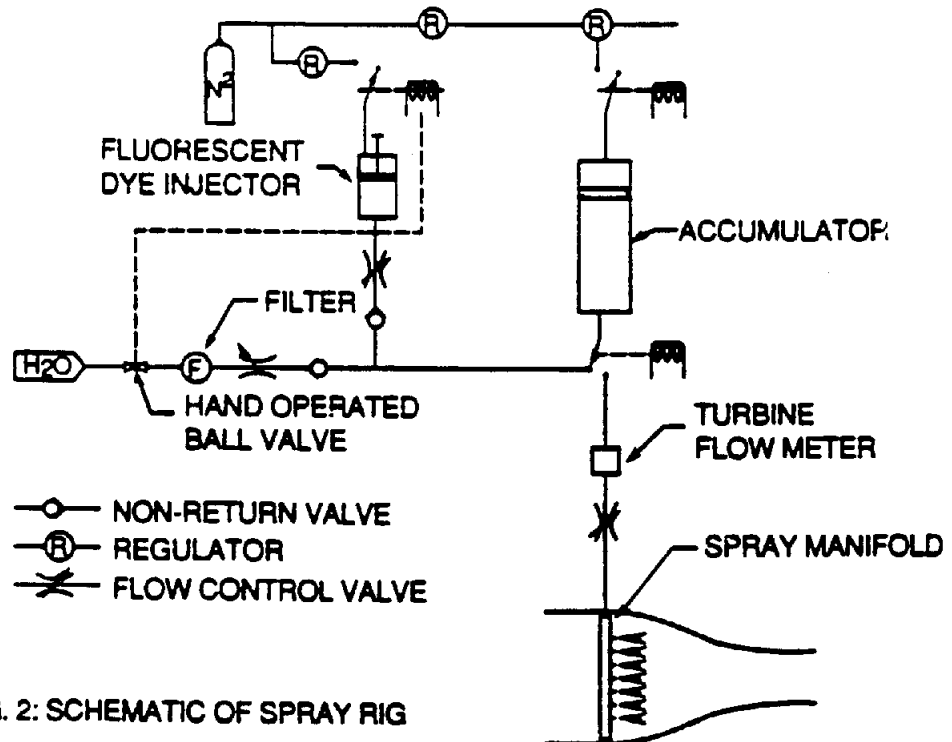 R
R
R
N2
FLUORESCENT
DYE INJECTOR
ACCUMULATOR
FILTER
H2O
F
HAND OPERATED
BALL VALVE
TURBINE
FLOW METER
NON-RETURN VALVE
R
REGULATOR
SPRAY MANIFOLD
FLOW CONTROL VALVE
. 2: SCHEMATIC OF SPRAY RIG